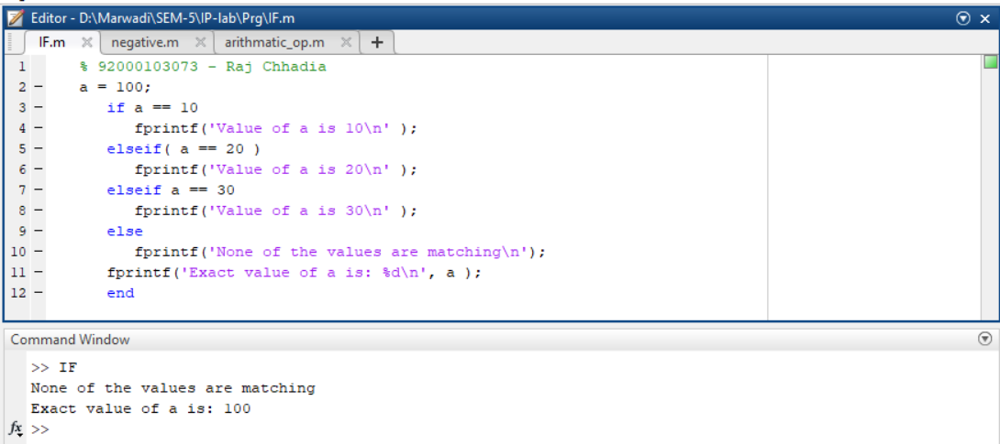 Editor - D:\Marwadi\SEM-5\IP-lab\Prg\IF.m
IF.m negative.m arithmatic_op.m +
1 % 92000103073 - Raj Chhadia
2 - a = 100;
3 - if a == 10
4 - fprintf('Value of a is 10\n' );
5 - elseif( a == 20 )
6 - fprintf('Value of a is 20\n' );
7 - elseif a == 30
8 - fprintf('Value of a is 30\n' );
9 - else
10 - fprintf('None of the values are matching\n');
11 - fprintf('Exact value of a is: %d\n', a );
12 - end
Command Window
>> IF
None of the values are matching
Exact value of a is: 100
fx >>